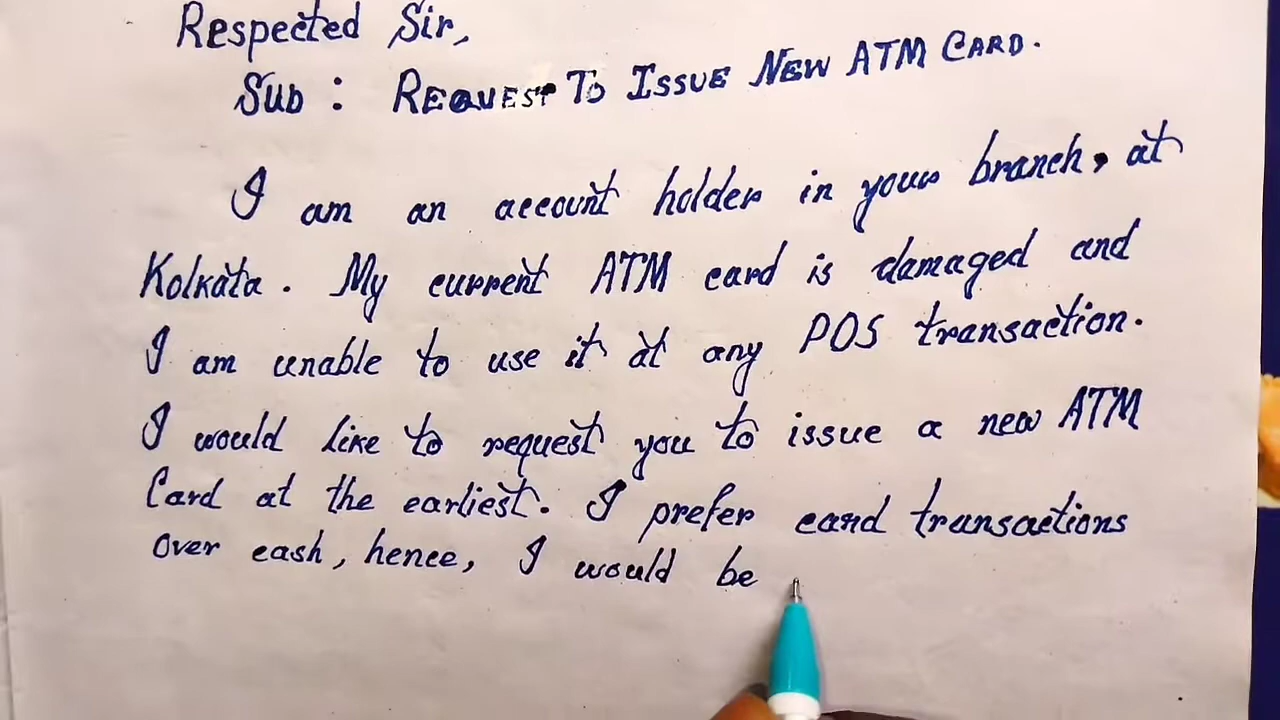 Respected Sir,
Sub : REQUEST TO ISSUE NEW ATM CARD.
I am an account holder in your branch, at
Kolkata. My current ATM card is damaged and
I am unable to use it at any POS transaction.
I would like to request you to issue a new ATM
Card at the earliest. I prefer card transactions
over cash, hence, I would be